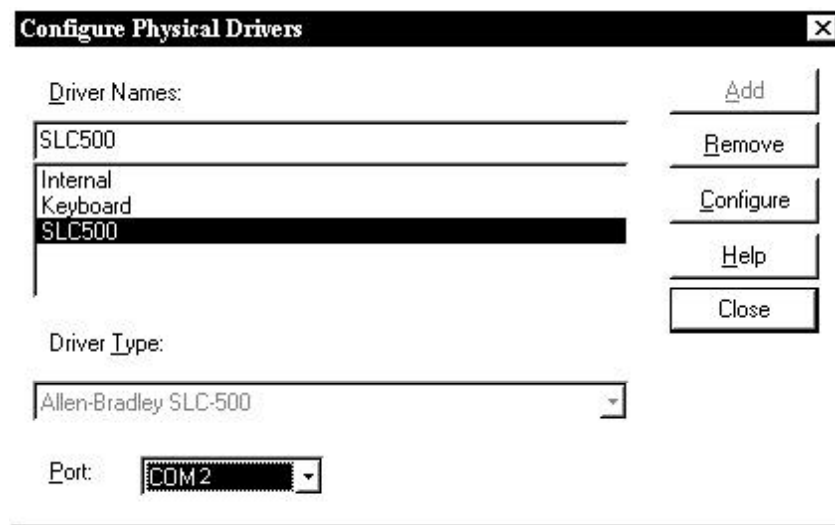 Configure Physical Drivers
Driver Names:
SLC500
Internal
Keyboard
SLC500
Driver Type:
Allen-Bradley SLC-500
Port:
COM2
Add
Remove
Configure
Help
Close